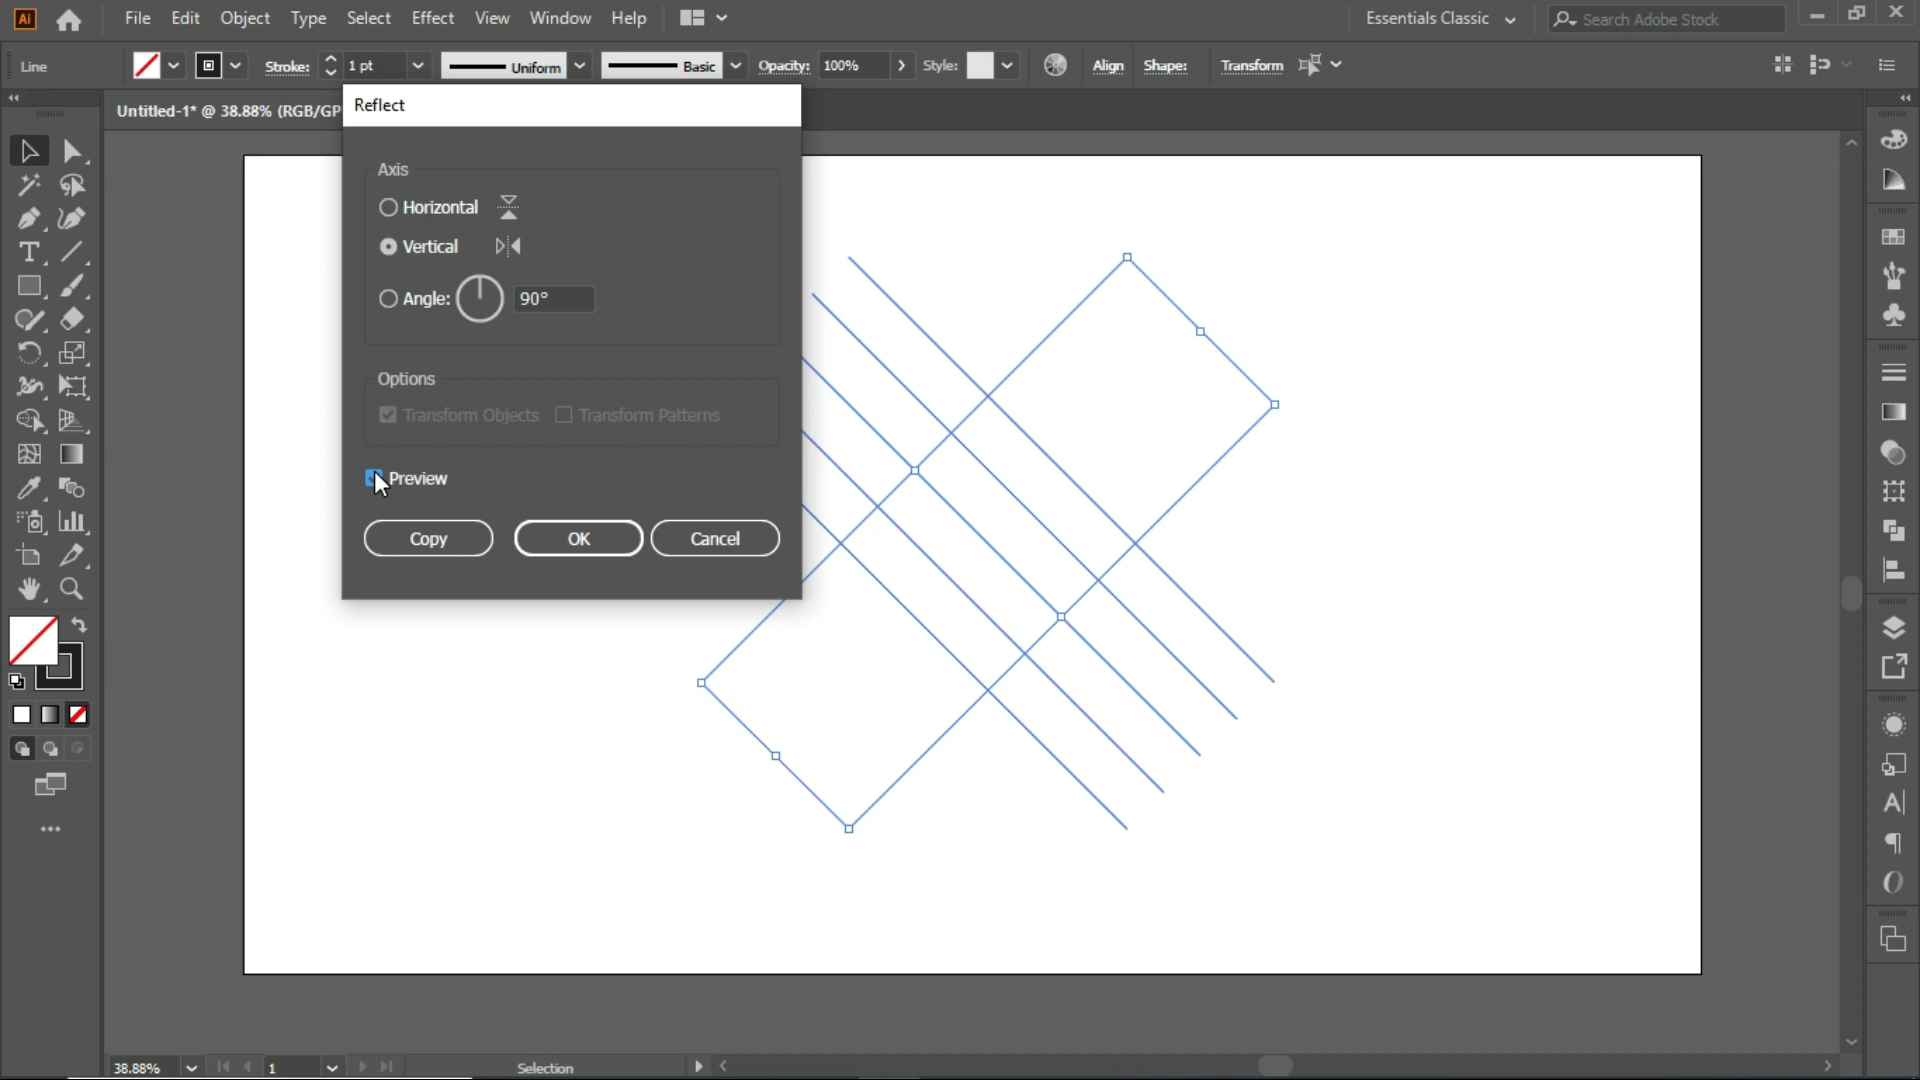 Ai File Edit Object Type Select Effect View Window Help Essentials Classic Search Adobe Stock
Line Stroke: 1 pt Uniform Basic Opacity: 100% Style: Align Shape: Transform
Untitled-1* @ 38.88% (RGB/GP
Reflect
Axis
Horizontal
Vertical
Angle: 90°
Options
Transform Objects Transform Patterns
Preview
Copy OK Cancel
38.88% 1 Selection